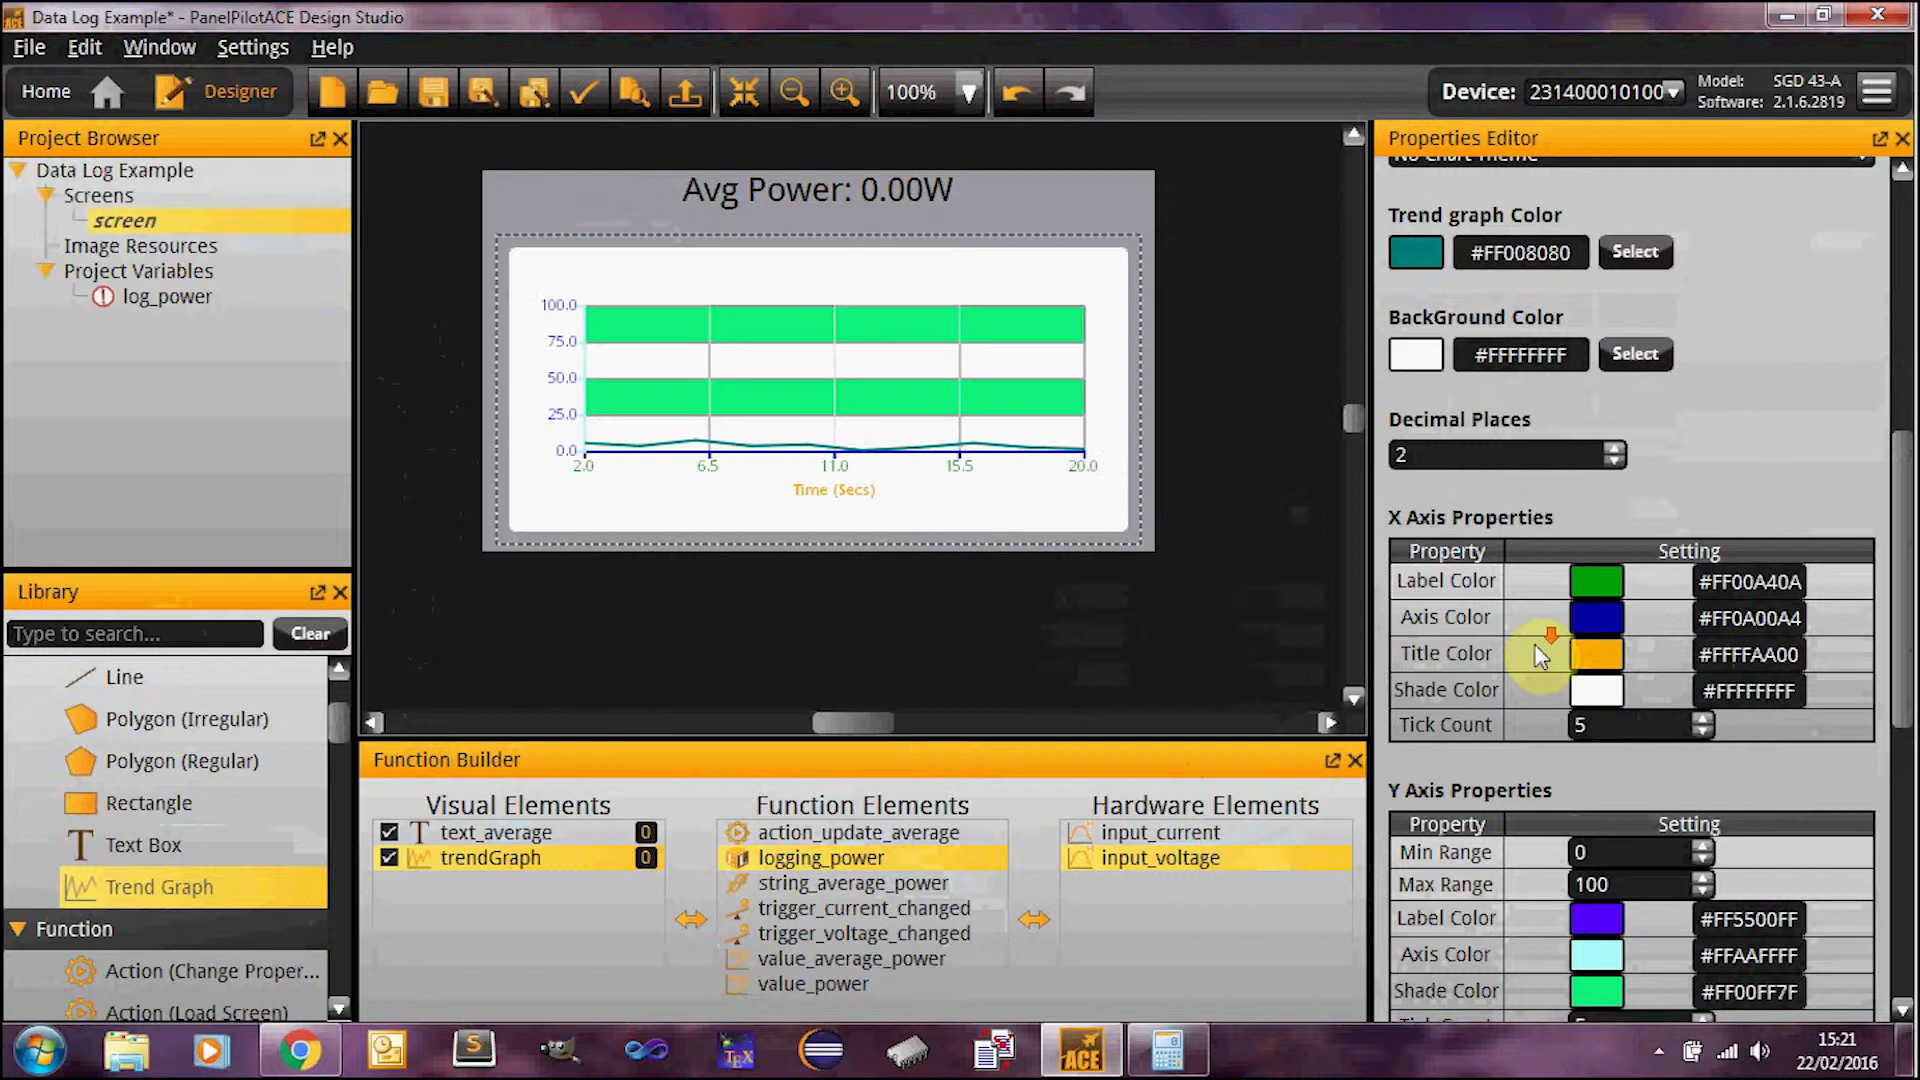 Data Log Example* - PanelPilotACE Design Studio
File Edit Window Settings Help
Home Designer 100% Device: 231400010100 Model: SGD 43-A
Software: 2.1.6.2819
Project Browser
Data Log Example
Screens
screen
Image Resources
Project Variables
log_power
Library
Type to search... Clear
Line
Polygon (Irregular)
Polygon (Regular)
Rectangle
Text Box
Trend Graph
Function
Action (Change Proper...
Action (Load Screen)
Avg Power: 0.00W
100.0
75.0
50.0
25.0
0.0
2.0 6.5 11.0 15.5 20.0
Time (Secs)
Function Builder
Visual Elements Function Elements Hardware Elements
text_average 0 action_update_average input_current
trendGraph 0 logging_power input_voltage
string_average_power
trigger_current_changed
trigger_voltage_changed
value_average_power
value_power
Properties Editor
No Chart Theme
Trend graph Color
#FF008080 Select
BackGround Color
#FFFFFFFF Select
Decimal Places
2
X Axis Properties
Property Setting
Label Color #FF00A40A
Axis Color #FF0A00A4
Title Color #FFFFAA00
Shade Color #FFFFFFFF
Tick Count 5
Y Axis Properties
Property Setting
Min Range 0
Max Range 100
Label Color #FF5500FF
Axis Color #FFAAFFFF
Shade Color #FF00FF7F
S TEX ACE
15:21
22/02/2016